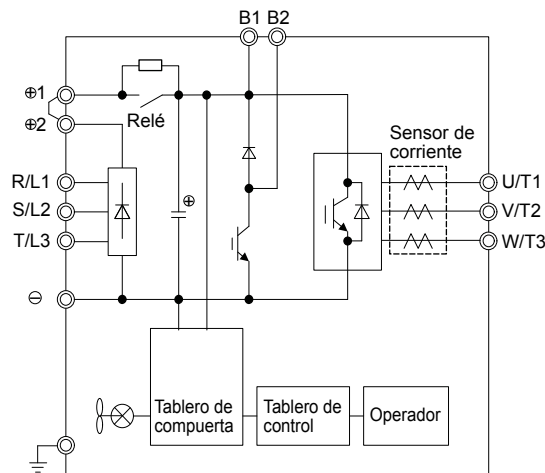 B1 B2
⊕1
Relé
⊕2
Sensor de
corriente
R/L1
U/T1
S/L2
V/T2
⊕
T/L3
W/T3
⊖
Tablero de
compuerta
Tablero de
control
Operador